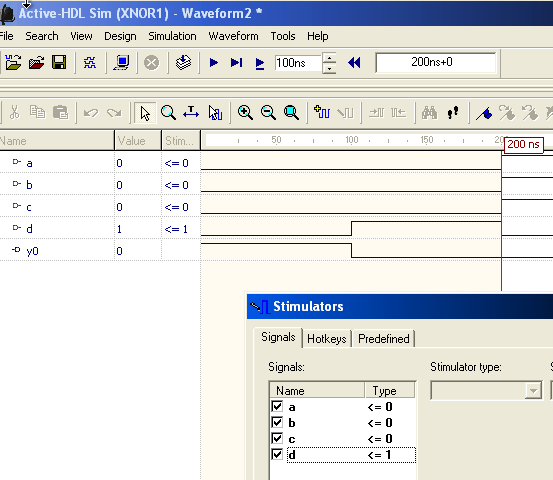 Active-HDL Sim (XNOR1) - Waveform2 *
File Search View Design Simulation Waveform Tools Help
100ns 200ns+0
Name Value Stim... 50 100 150
200 ns
a 0 <= 0
b 0 <= 0
c 0 <= 0
d 1 <= 1
y0 0
Stimulators
Signals Hotkeys Predefined
Signals: Stimulator type:
Name Type
a <= 0
b <= 0
c <= 0
d <= 1